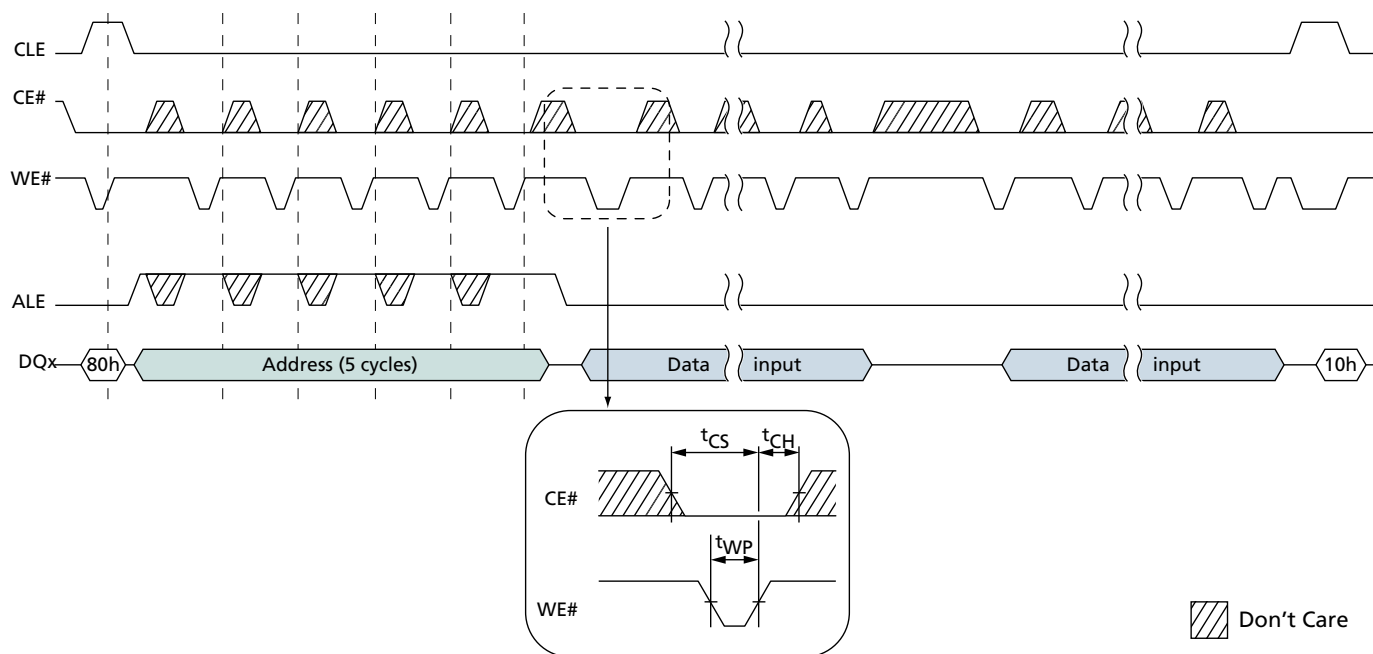 CLE
CE#
WE#
ALE
DQx
80h
Address (5 cycles)
Data
input
Data
input
10h
tCS
tCH
CE#
tWP
WE#
Don't Care